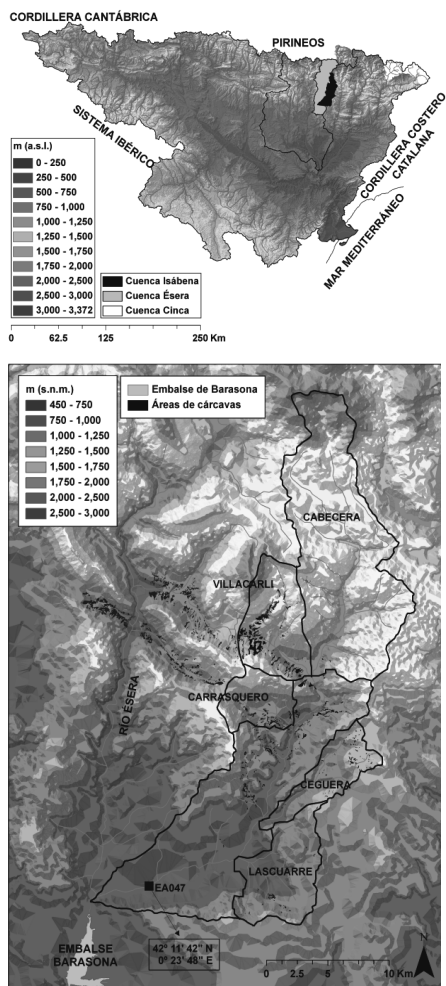 CORDILLERA CANTÁBRICA
PIRINEOS
SISTEMA IBÉRICO
CORDILLERA COSTERO
CATALANA
MAR MEDITERRÁNEO
m (a.s.l.)
0 - 250
250 - 500
500 - 750
750 - 1,000
1,000 - 1,250
1,250 - 1,500
1,500 - 1,750
1,750 - 2,000
2,000 - 2,500
2,500 - 3,000
3,000 - 3,372
Cuenca Isábena
Cuenca Ésera
Cuenca Cinca
0 62.5 125 250 Km
m (s.n.m.)
450 - 750
750 - 1,000
1,000 - 1,250
1,250 - 1,500
1,500 - 1,750
1,750 - 2,000
2,000 - 2,500
2,500 - 3,000
Embalse de Barasona
Áreas de cárcavas
CABECERA
VILLACARLI
CARRASQUERO
RÍO ÉSERA
CEGUERA
LASCUARRE
EA047
EMBALSE
BARASONA
42º 11' 42" N
0º 23' 48" E
0 2.5 5 10 Km
N